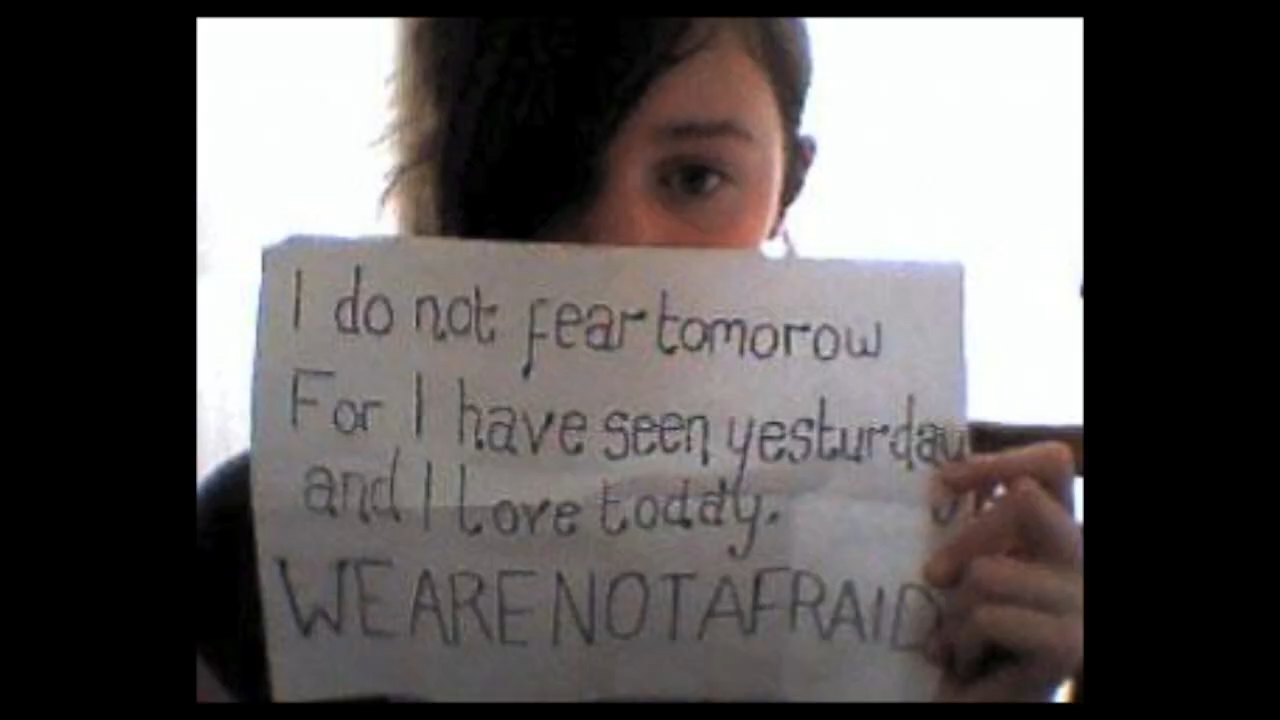 I do not fear tomorow
For I have seen yesturday
and I Love today.
WE ARE NOT AFRAID